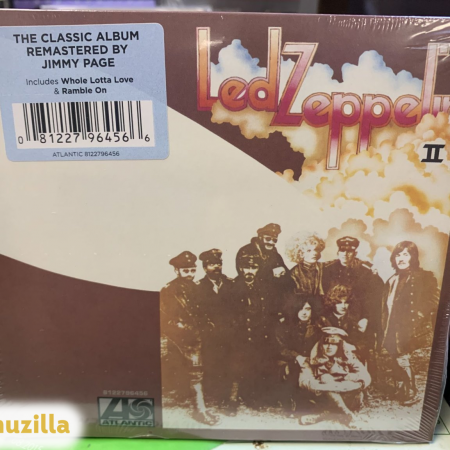 THE CLASSIC ALBUM
REMASTERED BY
JIMMY PAGE
Includes Whole Lotta Love
& Ramble On
0 81227 96456 6
ATLANTIC 8122796456
Led Zeppelin
II
ATLANTIC
uzilla